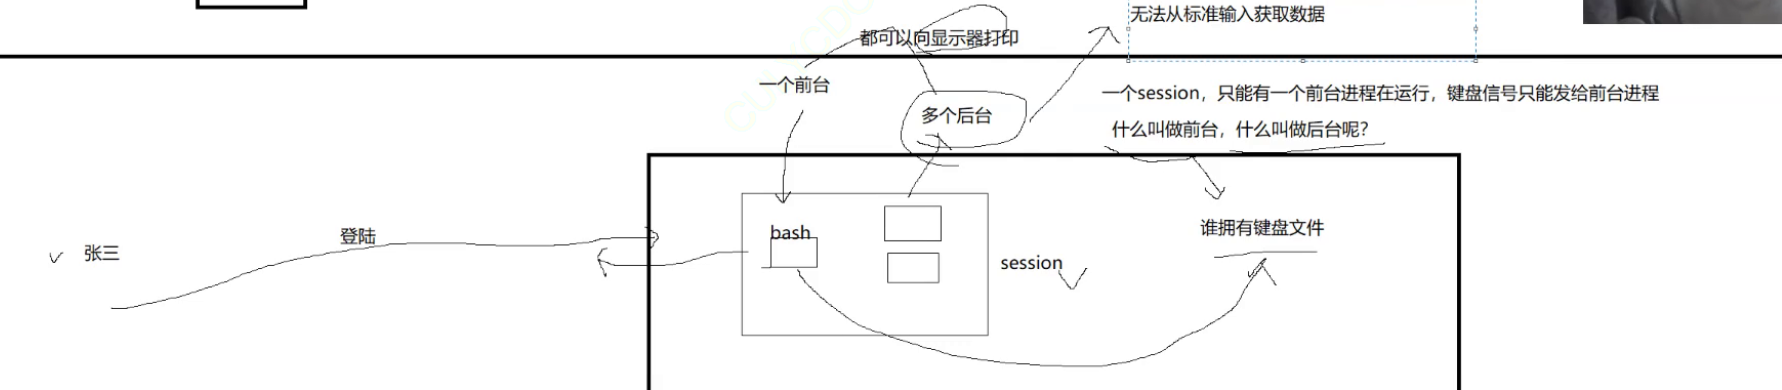 无法从标准输入获取数据
都可以向显示器打印
一个前台
多个后台
一个session，只能有一个前台进程在运行，键盘信号只能发给前台进程
什么叫做前台，什么叫做后台呢？
张三
登陆
bash
session
谁拥有键盘文件